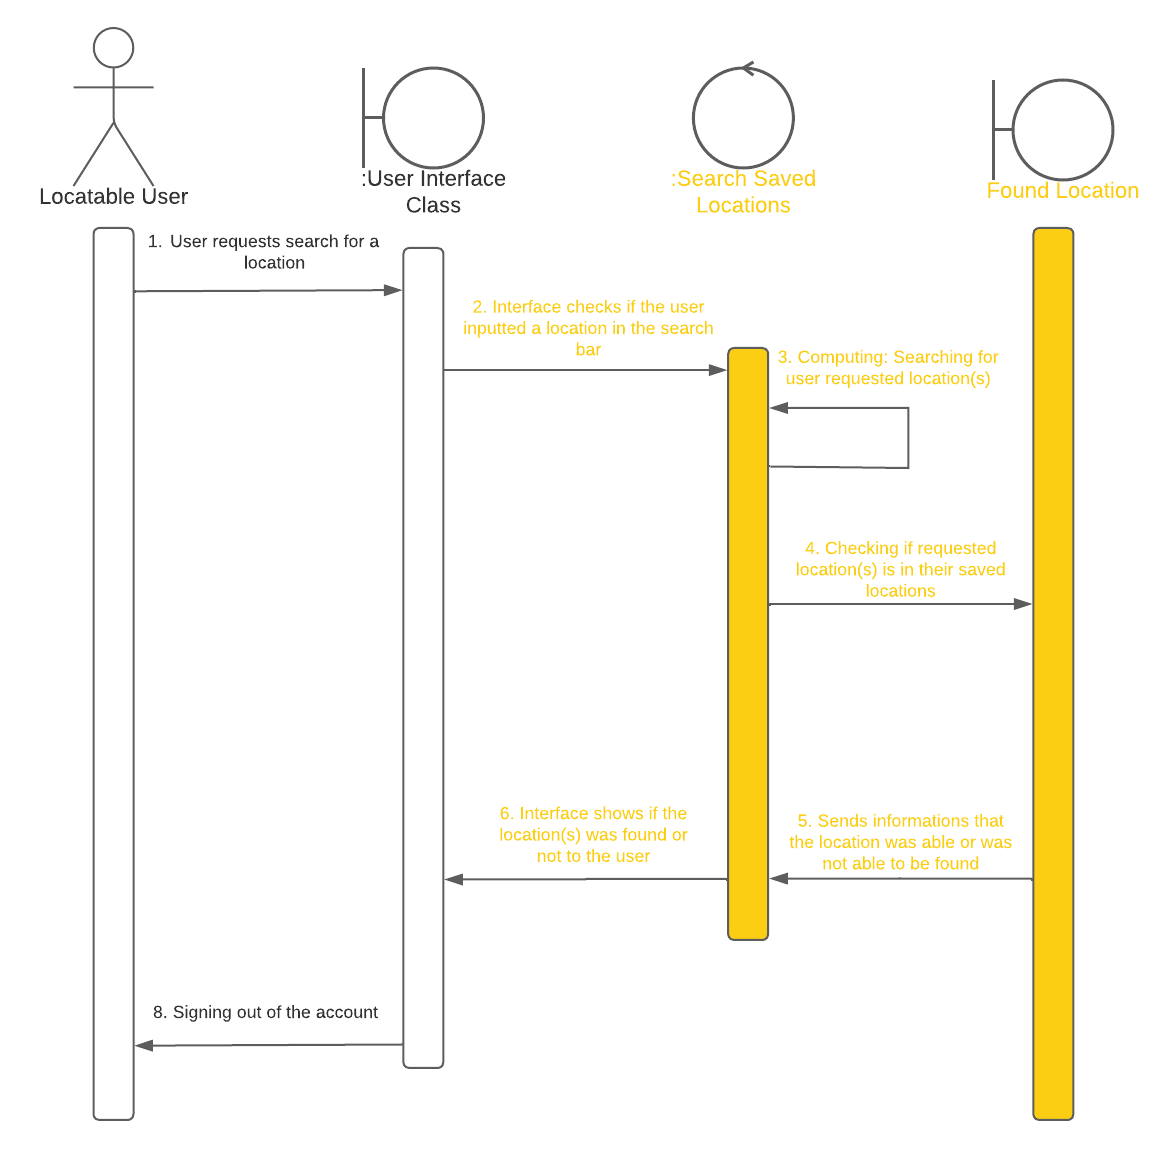 Locatable User
:User Interface
Class
:Search Saved
Locations
Found Location
1. User requests search for a
location
2. Interface checks if the user
inputted a location in the search
bar
3. Computing: Searching for
user requested location(s)
4. Checking if requested
location(s) is in their saved
locations
6. Interface shows if the
location(s) was found or
not to the user
5. Sends informations that
the location was able or was
not able to be found
8. Signing out of the account